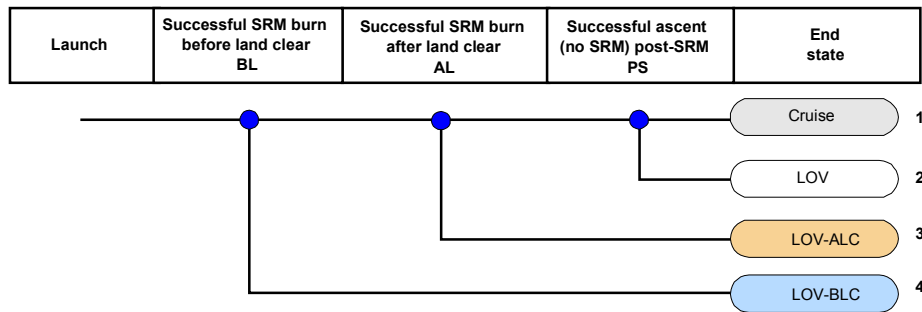 Launch
Successful SRM burn
before land clear
BL
Successful SRM burn
after land clear
AL
Successful ascent
(no SRM) post-SRM
PS
End
state
Cruise
1
LOV
2
LOV-ALC
3
LOV-BLC
4